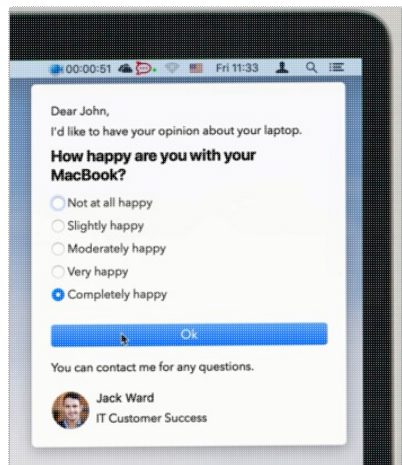 00:00:51 Fri 11:33
Dear John,
I'd like to have your opinion about your laptop.
How happy are you with your
MacBook?
Not at all happy
Slightly happy
Moderately happy
Very happy
Completely happy
Ok
You can contact me for any questions.
Jack Ward
IT Customer Success